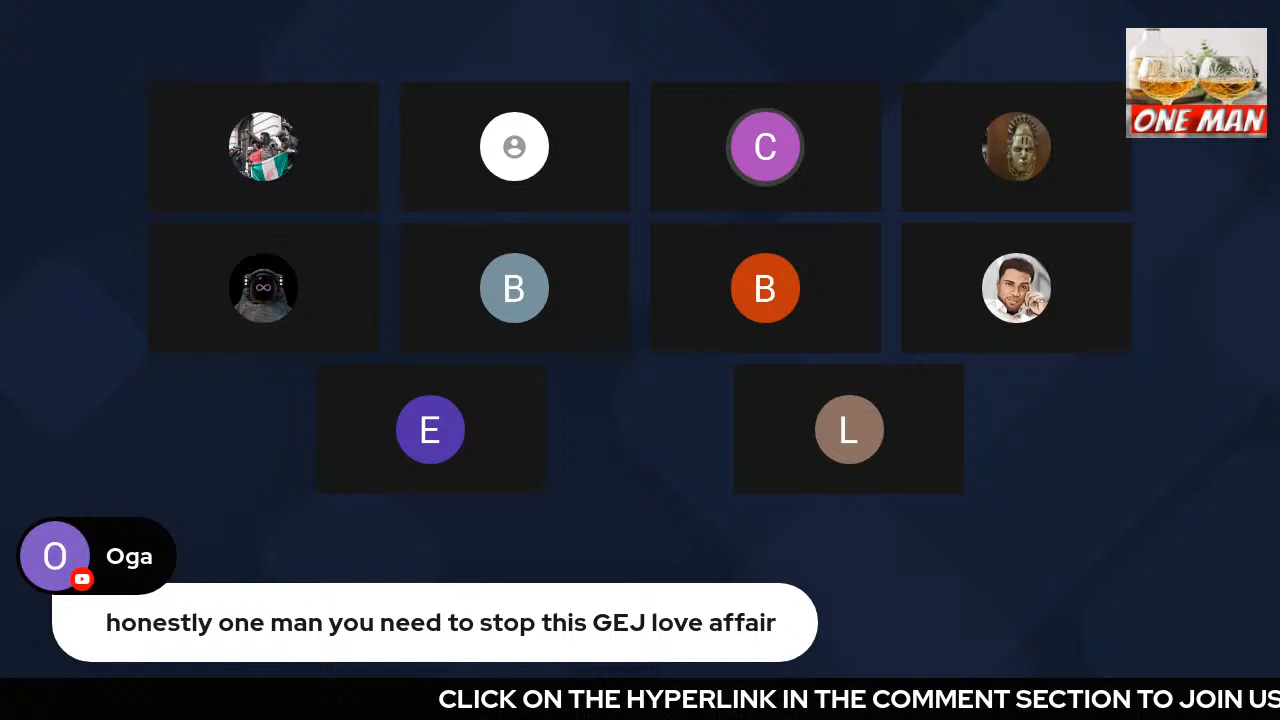 ONE MAN
C
B
B
E
L
O
Oga
honestly one man you need to stop this GEJ love affair
CLICK ON THE HYPERLINK IN THE COMMENT SECTION TO JOIN US